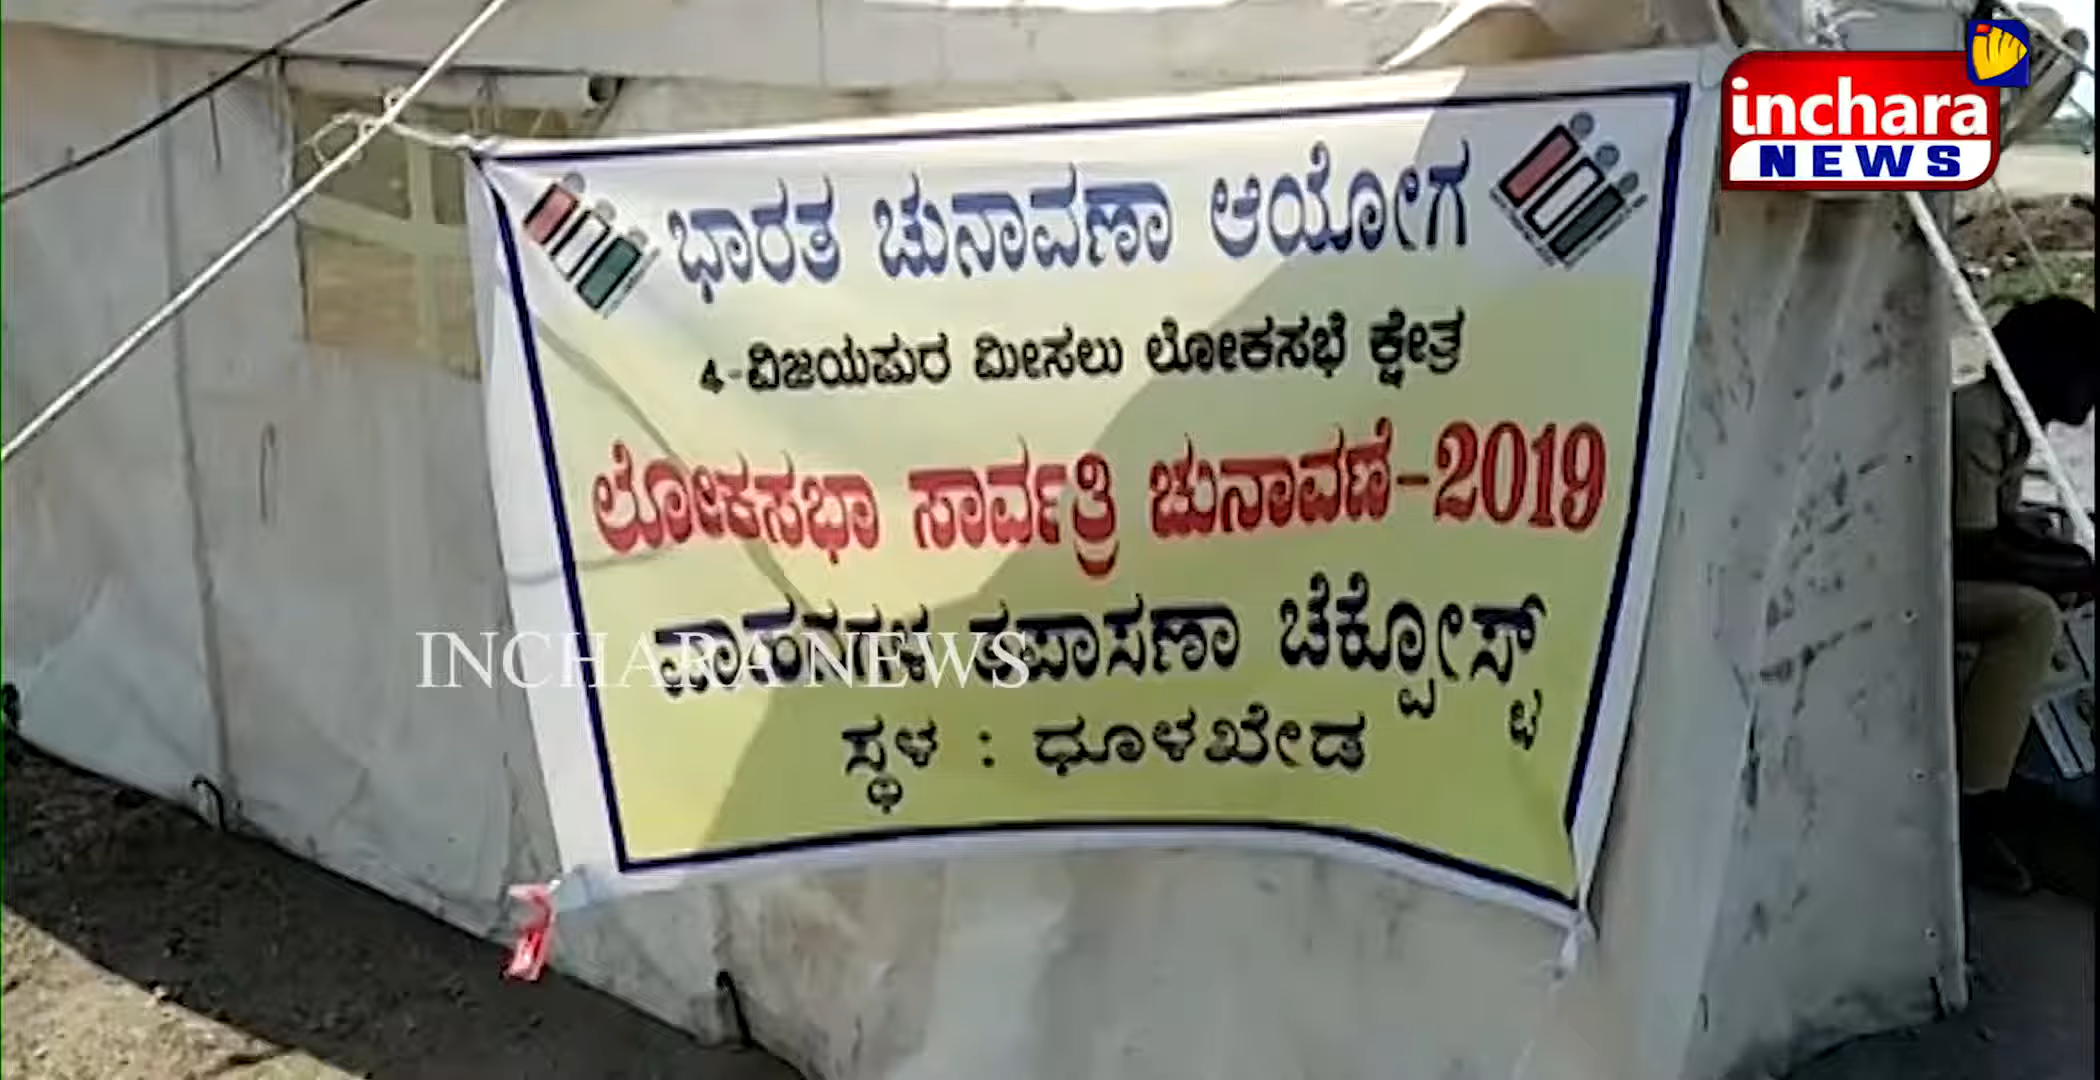 inchara
NEWS
ಭಾರತ ಚುನಾವಣಾ ಆಯೋಗ
4-ವಿಜಯಪುರ ಮೀಸಲು ಲೋಕಸಭೆ ಕ್ಷೇತ್ರ
ಲೋಕಸಭಾ ಸಾರ್ವತ್ರಿ ಚುನಾವಣೆ-2019
ವಾಹನಗಳ ತಪಾಸಣಾ ಚೆಕ್ಪೋಸ್ಟ್
INCHARA NEWS
ಸ್ಥಳ : ಧೂಳಖೇಡ